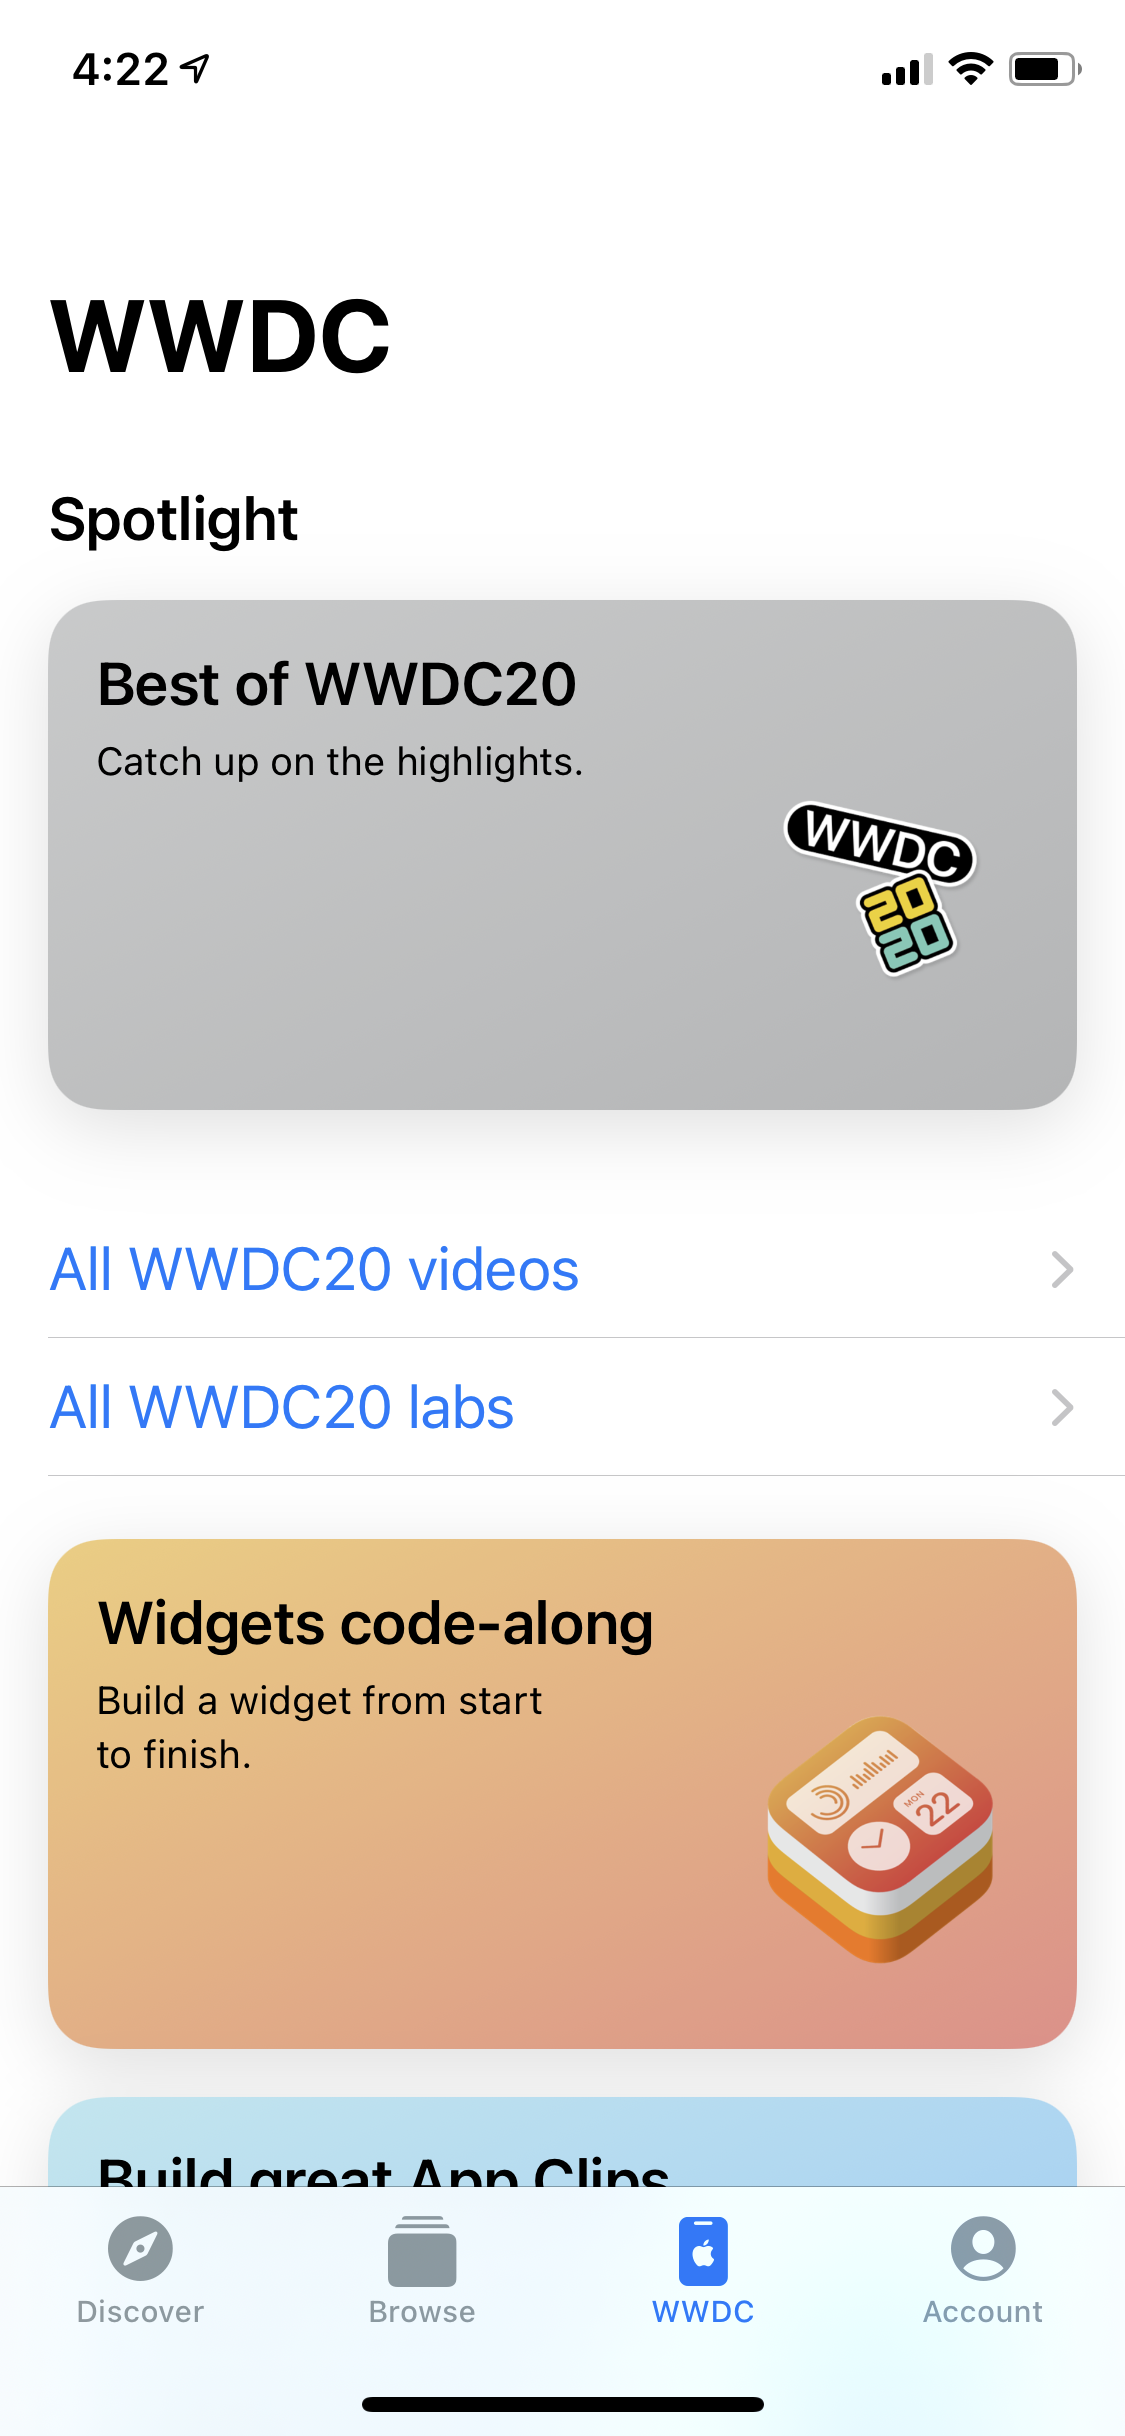 4:22
WWDC
Spotlight
Best of WWDC20
Catch up on the highlights.
WWDC
20
20
All WWDC20 videos
All WWDC20 labs
Widgets code-along
Build a widget from start
to finish.
MON
22
Build great App Clips
Discover
Browse
WWDC
Account